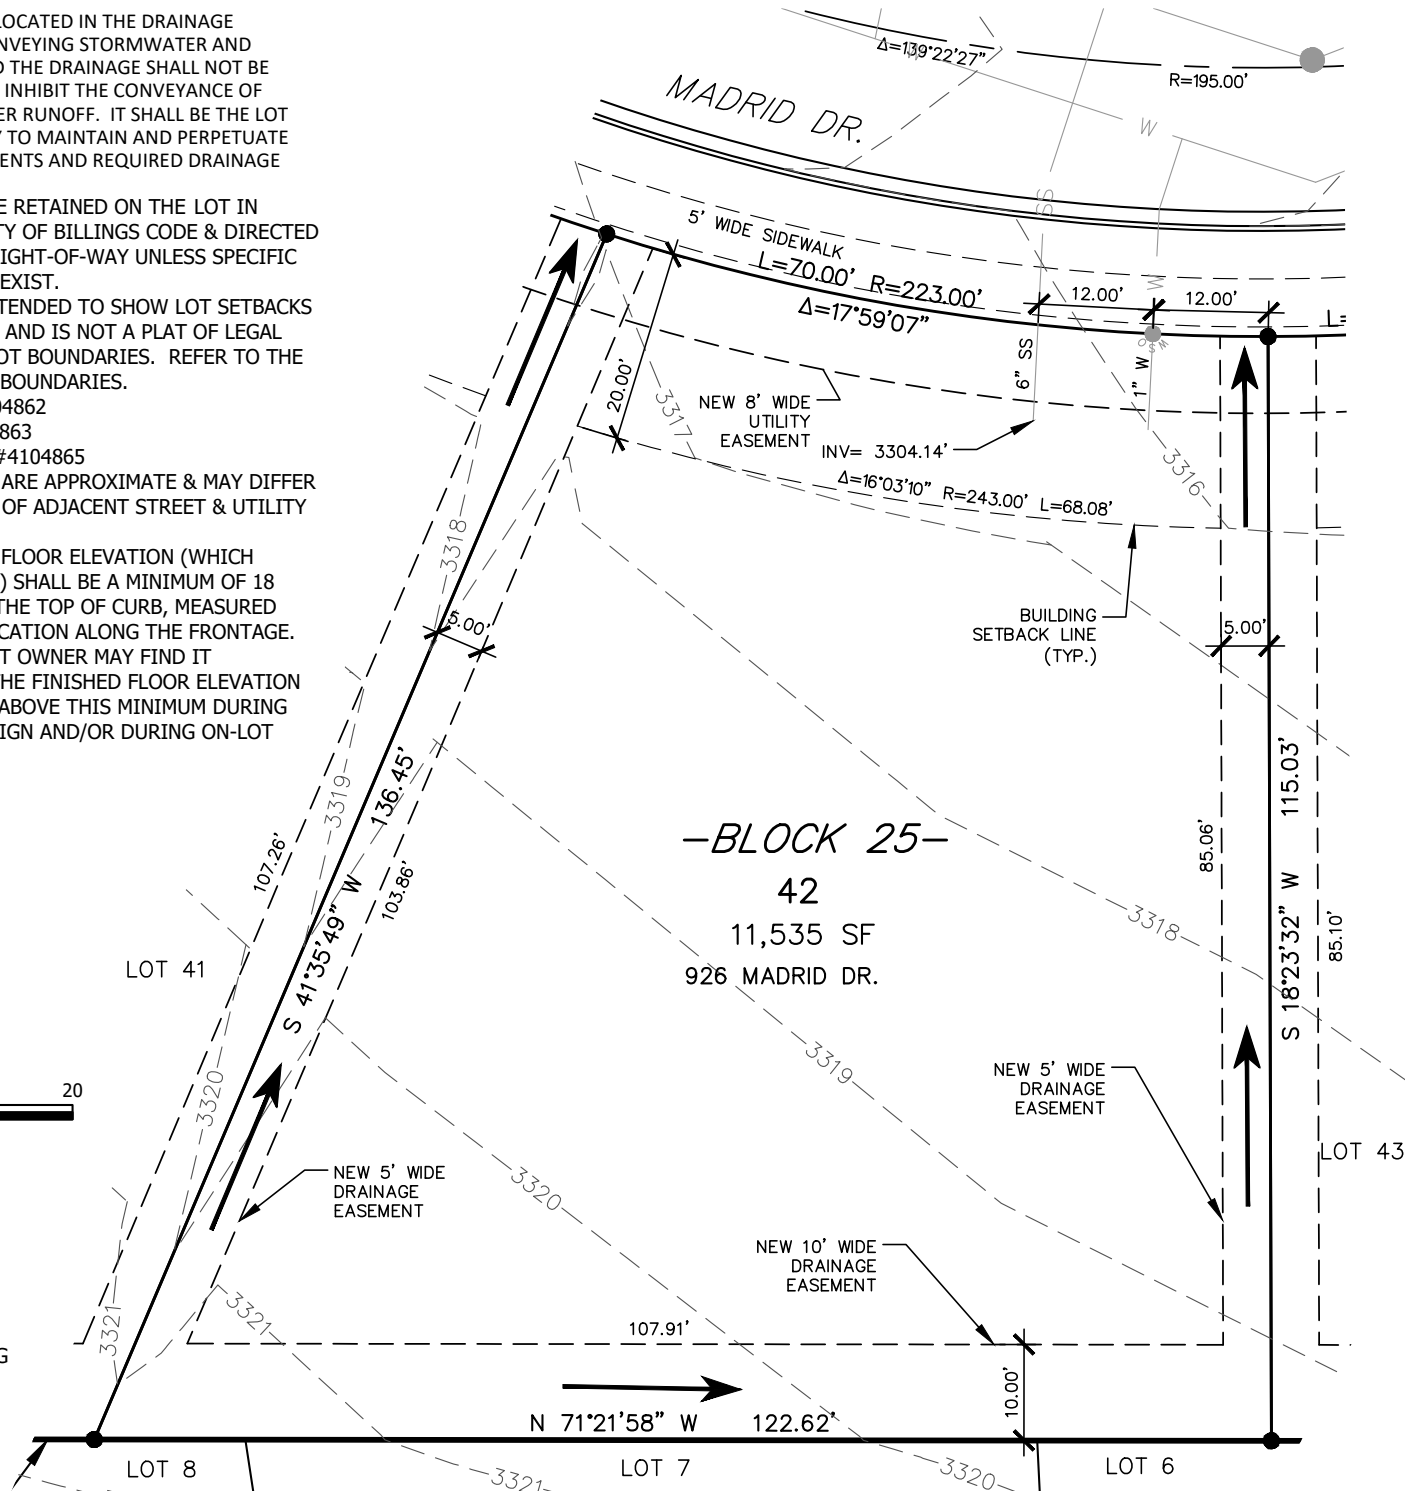 LOCATED IN THE DRAINAGE
NVEYING STORMWATER AND
D THE DRAINAGE SHALL NOT BE
INHIBIT THE CONVEYANCE OF
ER RUNOFF. IT SHALL BE THE LOT
Y TO MAINTAIN AND PERPETUATE
ENTS AND REQUIRED DRAINAGE
E RETAINED ON THE LOT IN
TY OF BILLINGS CODE & DIRECTED
IGHT-OF-WAY UNLESS SPECIFIC
EXIST.
TENDED TO SHOW LOT SETBACKS
AND IS NOT A PLAT OF LEGAL
OT BOUNDARIES. REFER TO THE
BOUNDARIES.
04862
863
#4104865
ARE APPROXIMATE & MAY DIFFER
OF ADJACENT STREET & UTILITY
FLOOR ELEVATION (WHICH
) SHALL BE A MINIMUM OF 18
THE TOP OF CURB, MEASURED
CATION ALONG THE FRONTAGE.
T OWNER MAY FIND IT
THE FINISHED FLOOR ELEVATION
ABOVE THIS MINIMUM DURING
IGN AND/OR DURING ON-LOT
20
G
Δ=139°22'27"
W
R=195.00'
MADRID DR.
W
SS
5' WIDE SIDEWALK
L=70.00' R=223.00'
Δ=17°59'07"
W
12.00'
12.00'
L=
WSO
6" SS
1" W
20.00'
3317
NEW 8' WIDE
UTILITY
EASEMENT
INV= 3304.14'
3316
Δ=16°03'10" R=243.00' L=68.08'
3318
5.00'
BUILDING
SETBACK LINE
(TYP.)
5.00'
3319
136.45'
115.03'
107.26'
103.86'
S 41°35'49" W
-BLOCK 25-
42
11,535 SF
926 MADRID DR.
85.06'
S 18°23'32" W
85.10'
3318
LOT 41
3319
3320
NEW 5' WIDE
DRAINAGE
EASEMENT
LOT 43
NEW 5' WIDE
DRAINAGE
EASEMENT
3320
NEW 10' WIDE
DRAINAGE
EASEMENT
3321
3321
107.91'
10.00'
N 71°21'58" W 122.62'
LOT 8
LOT 7
LOT 6
3321
3320